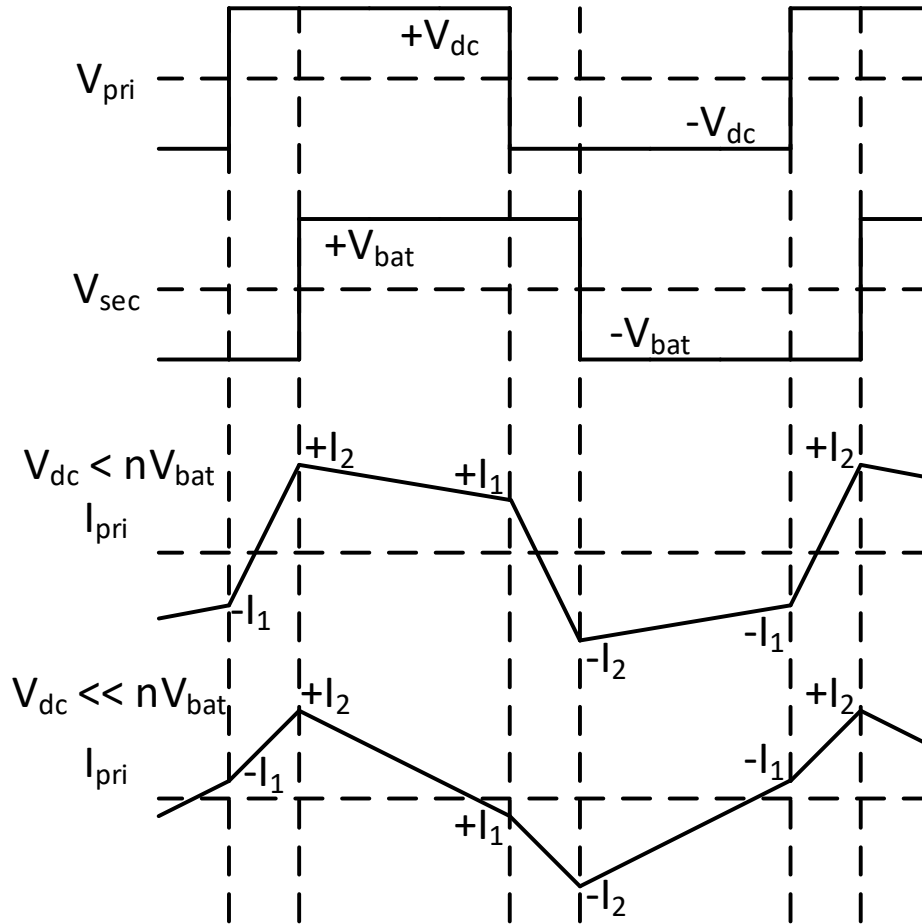 +V_dc
V_pri
-V_dc
+V_bat
V_sec
-V_bat
V_dc < nV_bat
I_pri
+I_2
+I_1
+I_2
-I_1
-I_1
-I_2
V_dc << nV_bat
I_pri
+I_2
+I_2
-I_1
-I_1
+I_1
-I_2